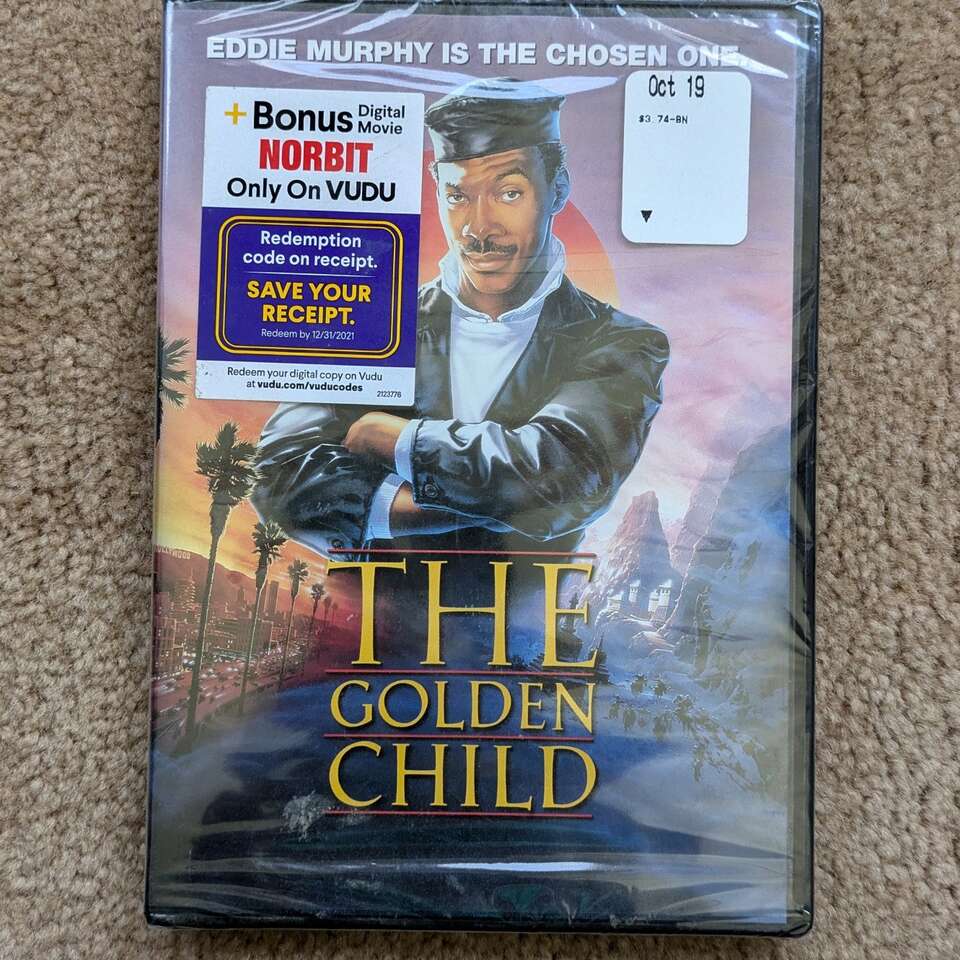 EDDIE MURPHY IS THE CHOSEN ONE.
+Bonus Digital Movie
NORBIT
Only On VUDU
Redemption
code on receipt.
SAVE YOUR
RECEIPT.
Redeem by 12/31/2021
Redeem your digital copy on Vudu
at vudu.com/vuducodes
2123776
Oct 19
$3.74-BN
THE
GOLDEN
CHILD